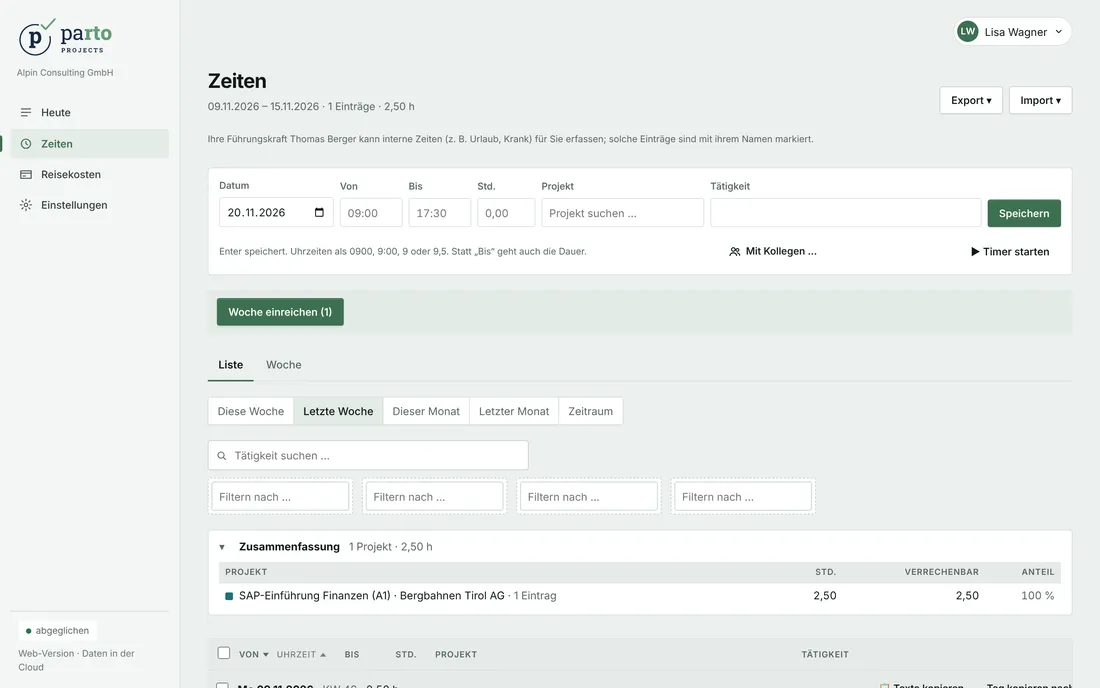 parto
PROJECTS
Alpin Consulting GmbH
Heute
Zeiten
Reisekosten
Einstellungen
abgeglichen
Web-Version · Daten in der
Cloud
LW Lisa Wagner
Zeiten
09.11.2026 – 15.11.2026 · 1 Einträge · 2,50 h
Export ▾ Import ▾
Ihre Führungskraft Thomas Berger kann interne Zeiten (z. B. Urlaub, Krank) für Sie erfassen; solche Einträge sind mit ihrem Namen markiert.
Datum Von Bis Std. Projekt Tätigkeit
20.11.2026 09:00 17:30 0,00 Projekt suchen ... Speichern
Enter speichert. Uhrzeiten als 0900, 9:00, 9 oder 9,5. Statt „Bis“ geht auch die Dauer. Mit Kollegen ... ▶ Timer starten
Woche einreichen (1)
Liste Woche
Diese Woche Letzte Woche Dieser Monat Letzter Monat Zeitraum
Tätigkeit suchen ...
Filtern nach ... Filtern nach ... Filtern nach ... Filtern nach ...
▾ Zusammenfassung 1 Projekt · 2,50 h
PROJEKT STD. VERRECHENBAR ANTEIL
SAP-Einführung Finanzen (A1) · Bergbahnen Tirol AG · 1 Eintrag 2,50 2,50 100 %
VON ▼ UHRZEIT ▲ BIS STD. PROJEKT TÄTIGKEIT
2,50 h Texte kopieren Tag kopieren nach